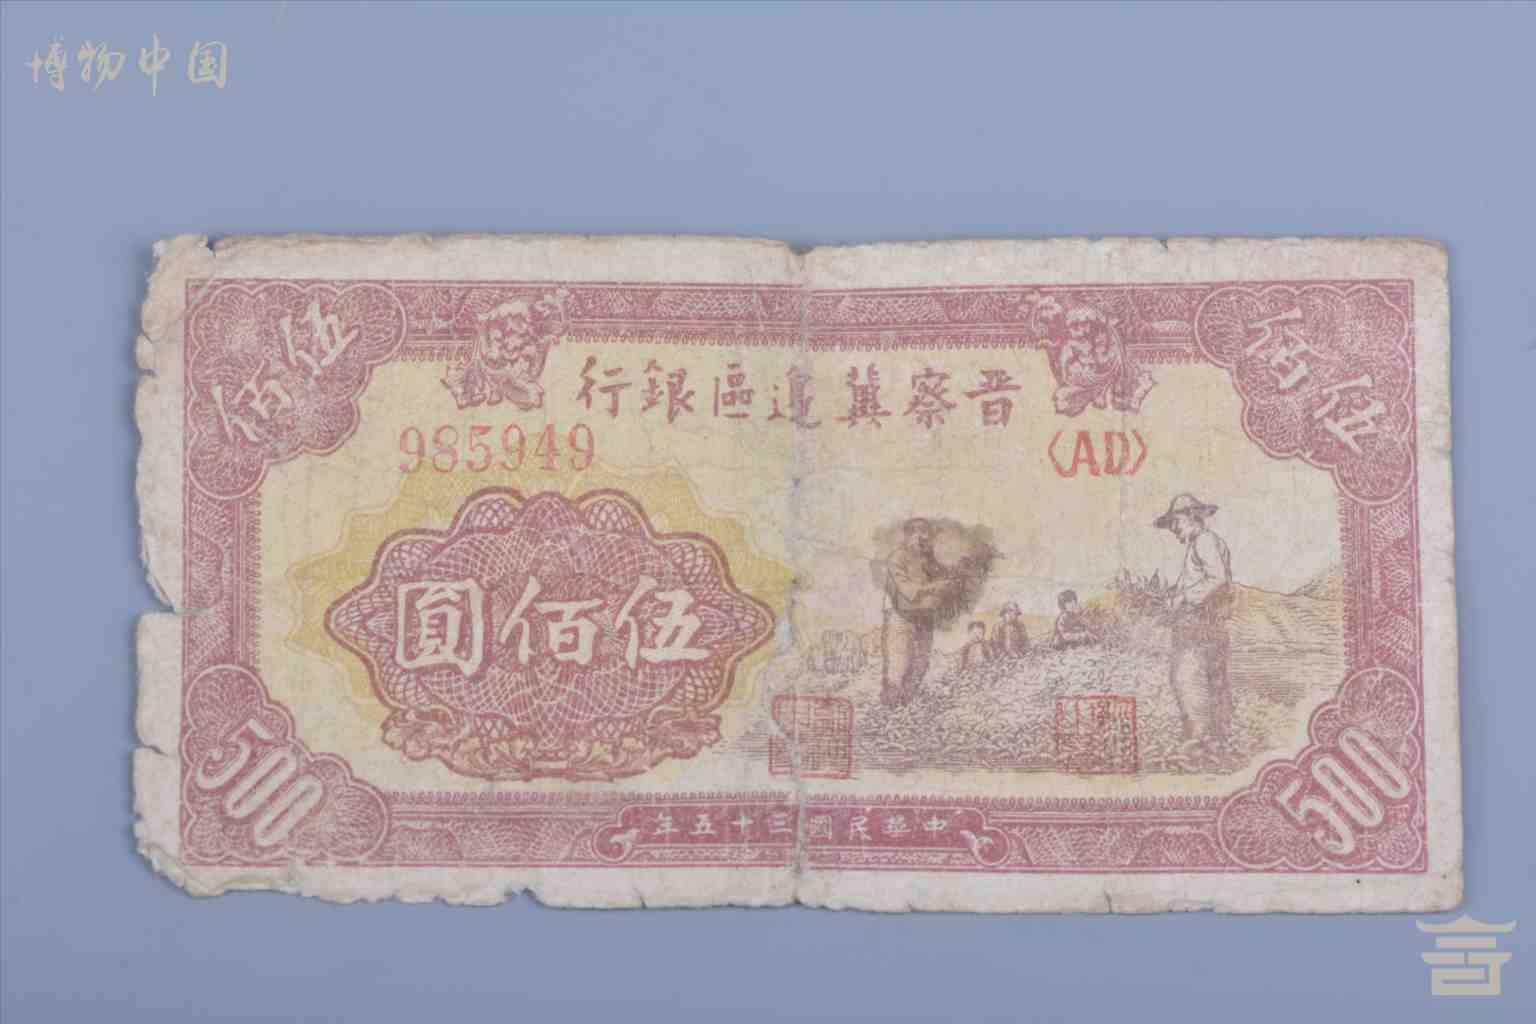 博物中国
伍佰
伍佰
晋察冀邊區銀行
985949
〈AD〉
伍佰圓
500
500
中華民國三十五年